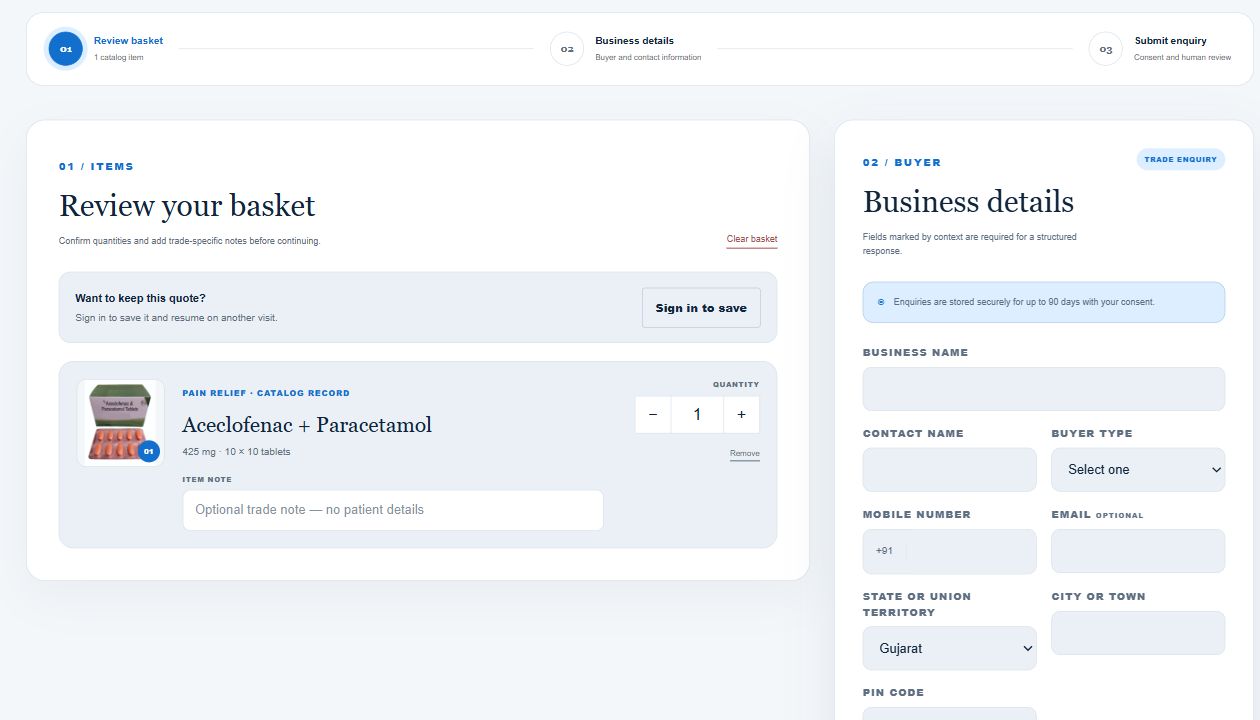 01
Review basket
1 catalog item
02
Business details
Buyer and contact information
03
Submit enquiry
Consent and human review
01 / ITEMS
Review your basket
Confirm quantities and add trade-specific notes before continuing.
Clear basket
Want to keep this quote?
Sign in to save it and resume on another visit.
Sign in to save
Aceclofenac &
Paracetamol Tablets
01
PAIN RELIEF · CATALOG RECORD
Aceclofenac + Paracetamol
425 mg · 10 × 10 tablets
QUANTITY
− 1 +
Remove
ITEM NOTE
Optional trade note — no patient details
02 / BUYER
TRADE ENQUIRY
Business details
Fields marked by context are required for a structured
response.
Enquiries are stored securely for up to 90 days with your consent.
BUSINESS NAME
CONTACT NAME
BUYER TYPE
Select one
MOBILE NUMBER
+91
EMAIL OPTIONAL
STATE OR UNION
TERRITORY
Gujarat
CITY OR TOWN
PIN CODE